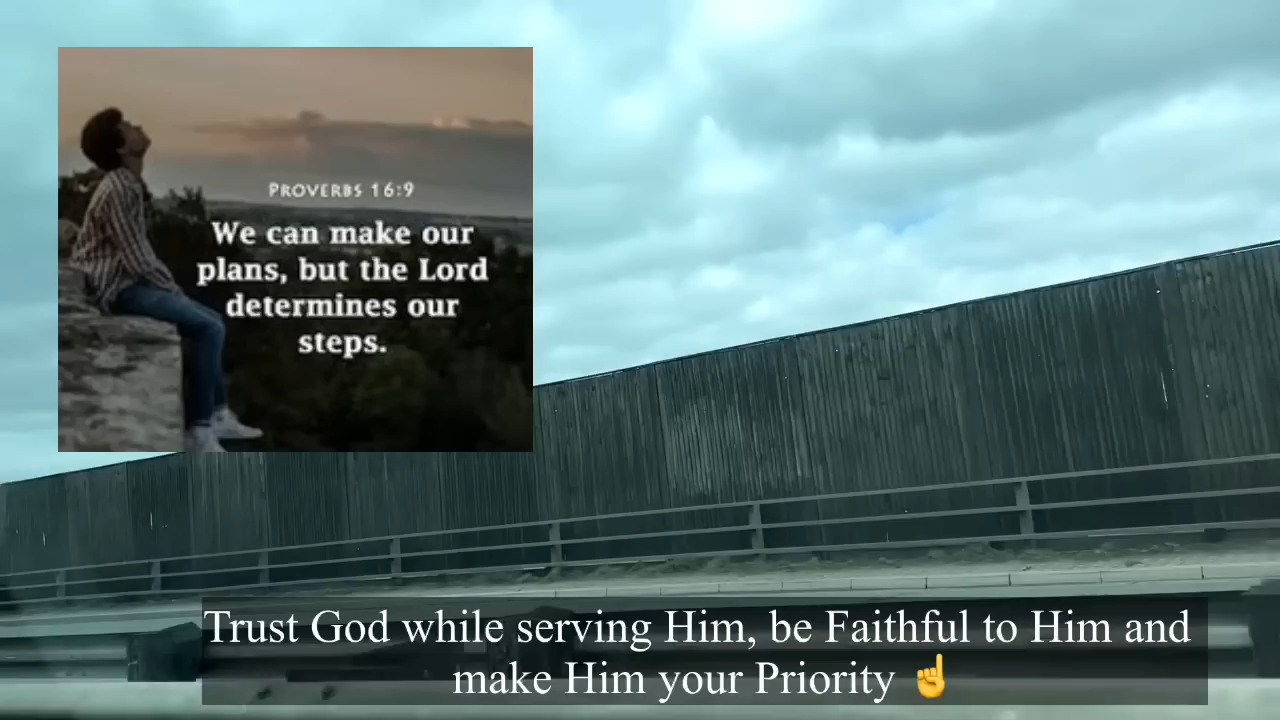 PROVERBS 16:9
We can make our
plans, but the Lord
determines our
steps.
Trust God while serving Him, be Faithful to Him and
make Him your Priority ☝